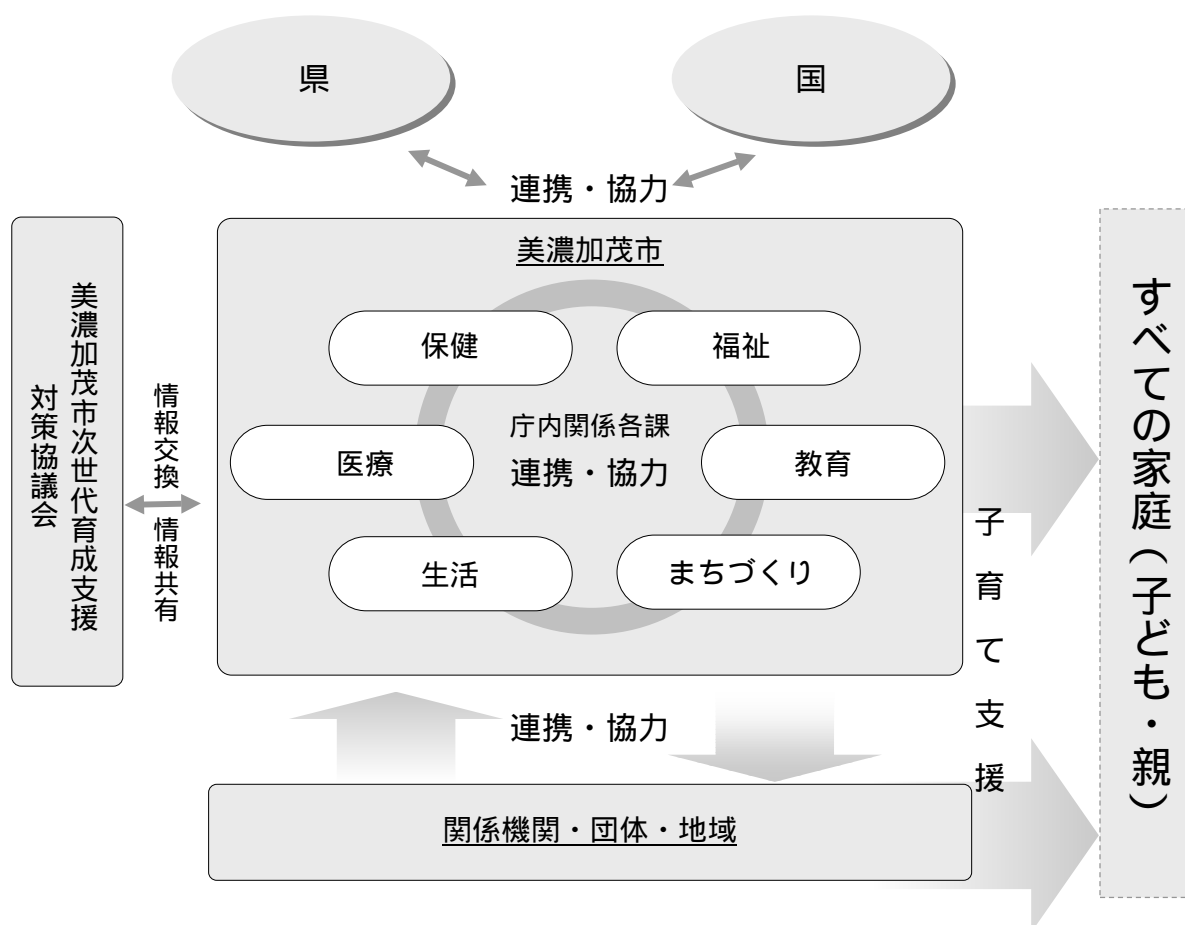 県
国
連携・協力
美濃加茂市
保健
福祉
庁内関係各課
連携・協力
医療
教育
生活
まちづくり
美濃加茂市次世代育成支援
対策協議会
情報交換
情報共有
連携・協力
関係機関・団体・地域
子育て支援
すべての家庭(子ども・親)